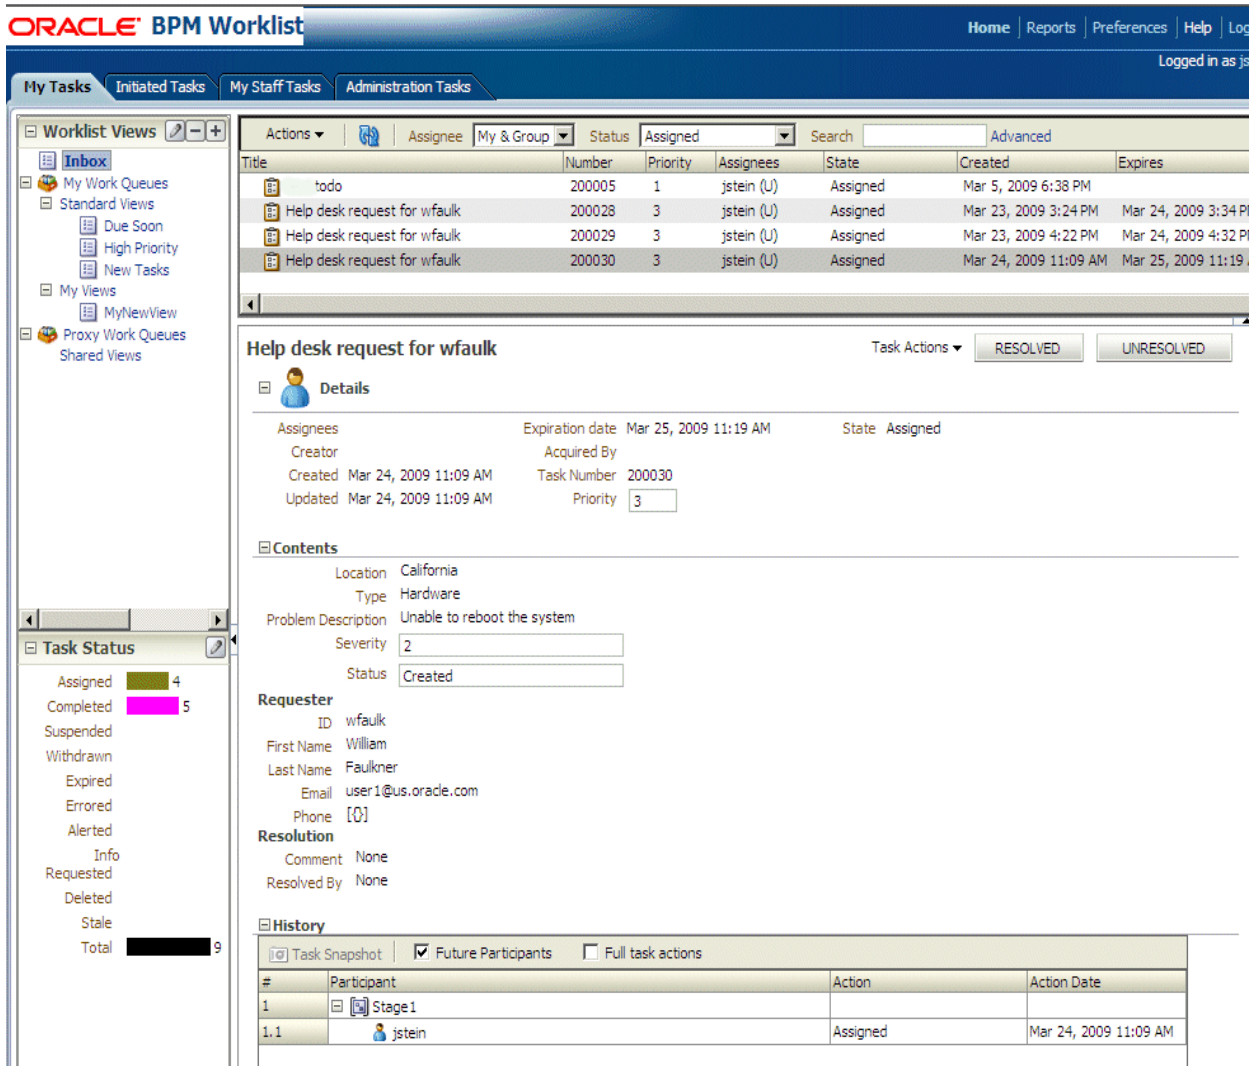 ORACLE BPM Worklist
Home Reports Preferences Help Log
Logged in as js
My Tasks Initiated Tasks My Staff Tasks Administration Tasks
Worklist Views
Inbox
My Work Queues
Standard Views
Due Soon
High Priority
New Tasks
My Views
MyNewView
Proxy Work Queues
Shared Views
Actions Assignee My & Group Status Assigned Search Advanced
Title Number Priority Assignees State Created Expires
todo 200005 1 jstein (U) Assigned Mar 5, 2009 6:38 PM
Help desk request for wfaulk 200028 3 jstein (U) Assigned Mar 23, 2009 3:24 PM Mar 24, 2009 3:34 P
Help desk request for wfaulk 200029 3 jstein (U) Assigned Mar 23, 2009 4:22 PM Mar 24, 2009 4:32 P
Help desk request for wfaulk 200030 3 jstein (U) Assigned Mar 24, 2009 11:09 AM Mar 25, 2009 11:19
Help desk request for wfaulk Task Actions RESOLVED UNRESOLVED
Details
Assignees Expiration date Mar 25, 2009 11:19 AM State Assigned
Creator Acquired By
Created Mar 24, 2009 11:09 AM Task Number 200030
Updated Mar 24, 2009 11:09 AM Priority 3
Contents
Location California
Type Hardware
Problem Description Unable to reboot the system
Severity 2
Status Created
Requester
ID wfaulk
First Name William
Last Name Faulkner
Email user1@us.oracle.com
Phone [{}]
Resolution
Comment None
Resolved By None
History
Task Snapshot Future Participants Full task actions
# Participant Action Action Date
1 Stage1
1.1 jstein Assigned Mar 24, 2009 11:09 AM
Task Status
Assigned 4
Completed 5
Suspended
Withdrawn
Expired
Errored
Alerted
Info
Requested
Deleted
Stale
Total 9